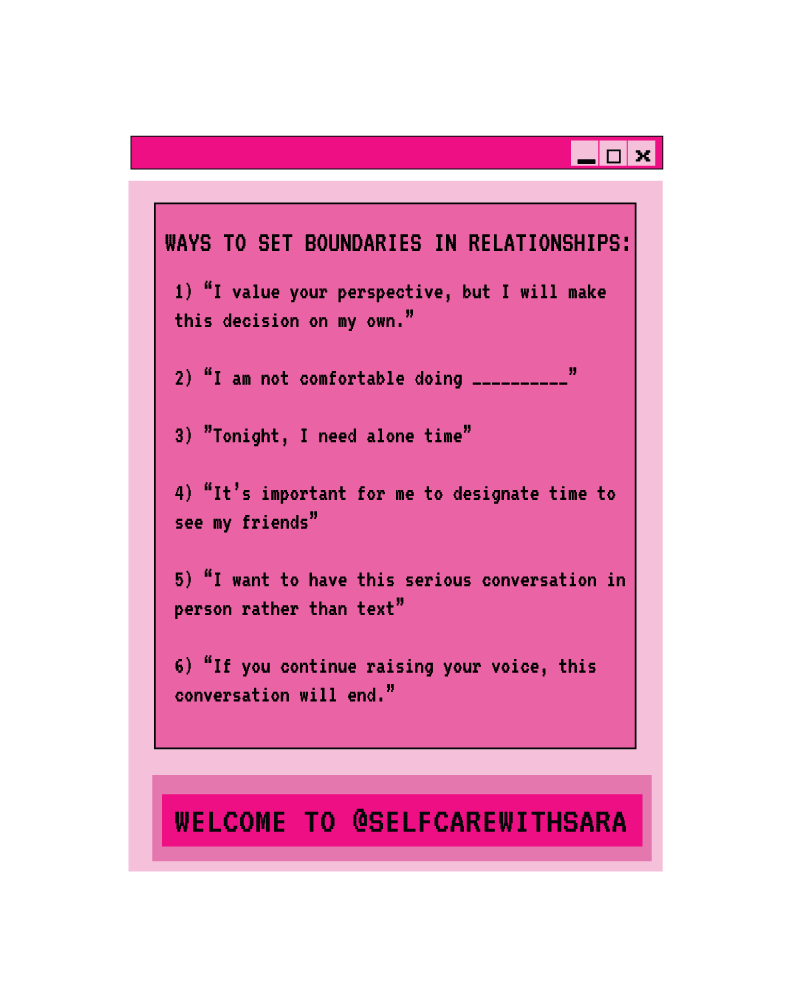 WAYS TO SET BOUNDARIES IN RELATIONSHIPS:
1) “I value your perspective, but I will make
this decision on my own.”
2) “I am not comfortable doing __________”
3) ”Tonight, I need alone time”
4) “It’s important for me to designate time to
see my friends”
5) “I want to have this serious conversation in
person rather than text”
6) “If you continue raising your voice, this
conversation will end.”
WELCOME TO @SELFCAREWITHSARA